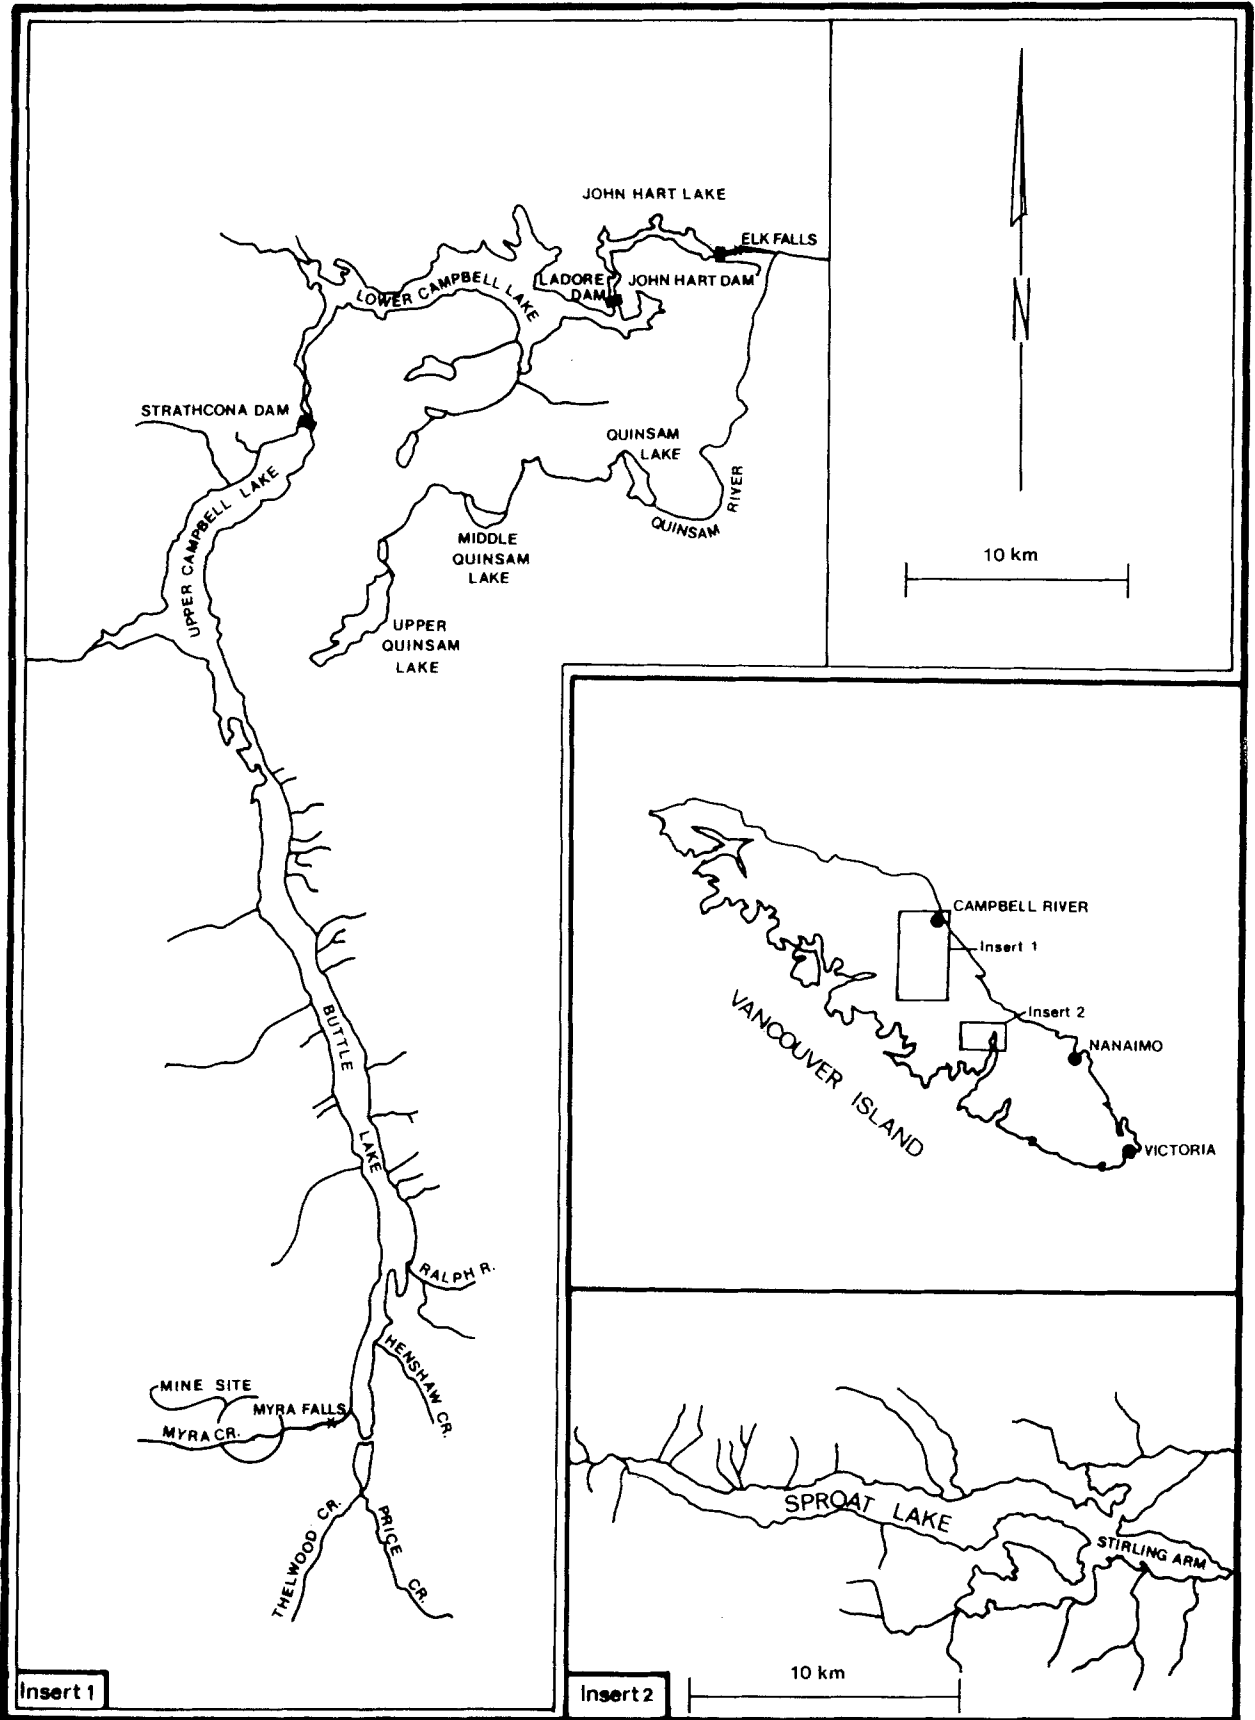 JOHN HART LAKE
ELK FALLS
LADORE
DAM
JOHN HART DAM
LOWER CAMPBELL LAKE
STRATHCONA DAM
UPPER CAMPBELL LAKE
QUINSAM
LAKE
QUINSAM RIVER
MIDDLE
QUINSAM
LAKE
UPPER
QUINSAM
LAKE
BUTTLE LAKE
RALPH R.
HENSHAW CR.
MINE SITE
MYRA FALLS
MYRA CR.
THELWOOD CR.
PRICE CR.
Insert 1
N
10 km
CAMPBELL RIVER
Insert 1
Insert 2
NANAIMO
VICTORIA
VANCOUVER ISLAND
SPROAT LAKE
STIRLING ARM
10 km
Insert 2